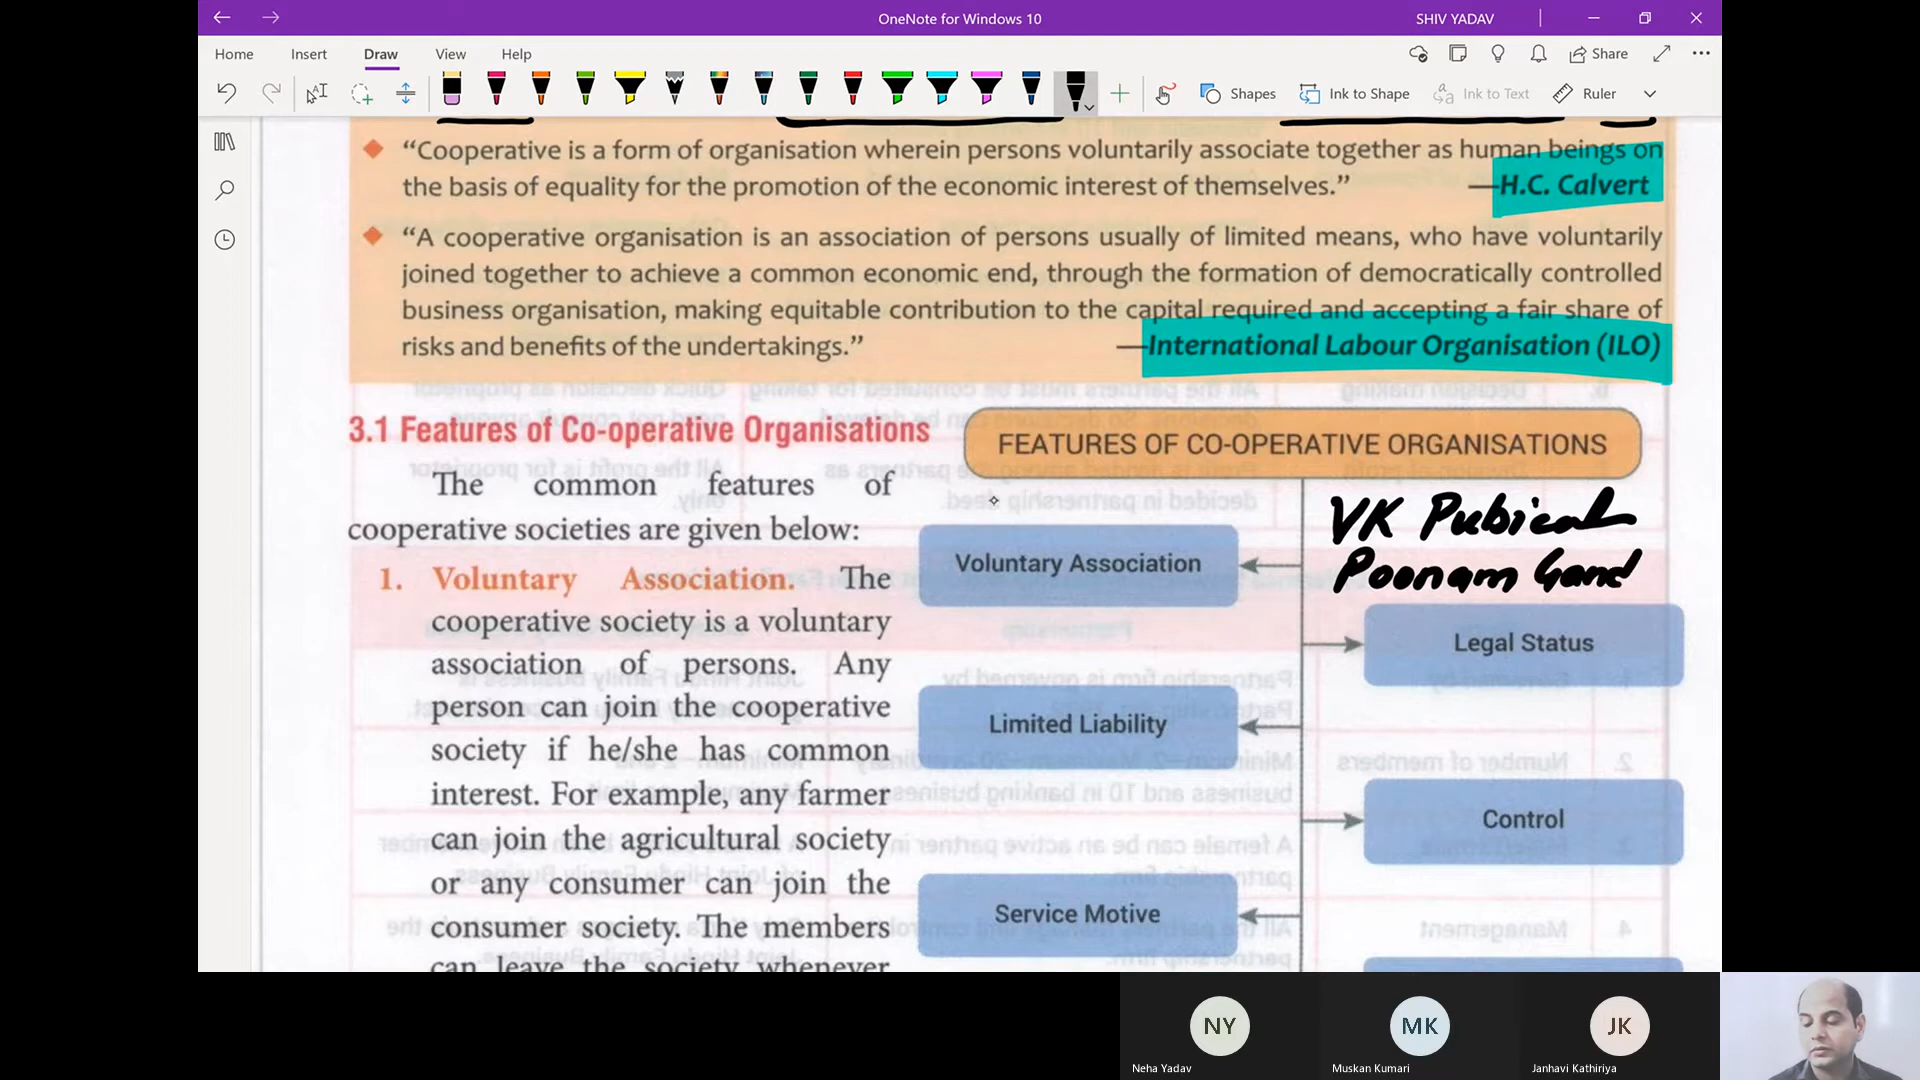 OneNote for Windows 10
SHIV YADAV
Home
Insert
Draw
View
Help
Share
Shapes
Ink to Shape
Ink to Text
Ruler
"Cooperative is a form of organisation wherein persons voluntarily associate together as human beings on
the basis of equality for the promotion of the economic interest of themselves."
—H.C. Calvert
"A cooperative organisation is an association of persons usually of limited means, who have voluntarily
joined together to achieve a common economic end, through the formation of democratically controlled
business organisation, making equitable contribution to the capital required and accepting a fair share of
risks and benefits of the undertakings."
—International Labour Organisation (ILO)
3.1 Features of Co-operative Organisations
The common features of
cooperative societies are given below:
1. Voluntary Association. The
cooperative society is a voluntary
association of persons. Any
person can join the cooperative
society if he/she has common
interest. For example, any farmer
can join the agricultural society
or any consumer can join the
consumer society. The members
can leave the society whenever
FEATURES OF CO-OPERATIVE ORGANISATIONS
VK
Poonam Gand
Voluntary Association
Legal Status
Limited Liability
Control
Service Motive
NY
MK
JK
Neha Yadav
Muskan Kumari
Janhavi Kathiriya